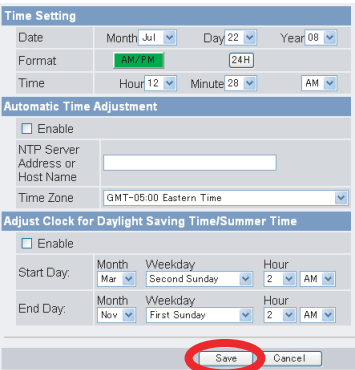 Time Setting
Date Month Jul Day 22 Year 08
Format AM/PM 24H
Time Hour 12 Minute 28 AM
Automatic Time Adjustment
Enable
NTP Server
Address or
Host Name
Time Zone GMT-05:00 Eastern Time
Adjust Clock for Daylight Saving Time/Summer Time
Enable
Month Weekday Hour
Start Day: Mar Second Sunday 2 AM
Month Weekday Hour
End Day: Nov First Sunday 2 AM
Save Cancel